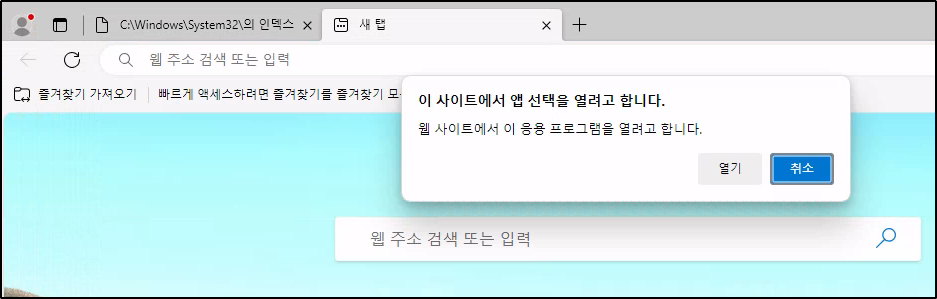 C:\Windows\System32\의 인덱스
새 탭
웹 주소 검색 또는 입력
즐겨찾기 가져오기
빠르게 액세스하려면 즐겨찾기를 즐겨찾기 모
이 사이트에서 앱 선택을 열려고 합니다.
웹 사이트에서 이 응용 프로그램을 열려고 합니다.
열기
취소
웹 주소 검색 또는 입력